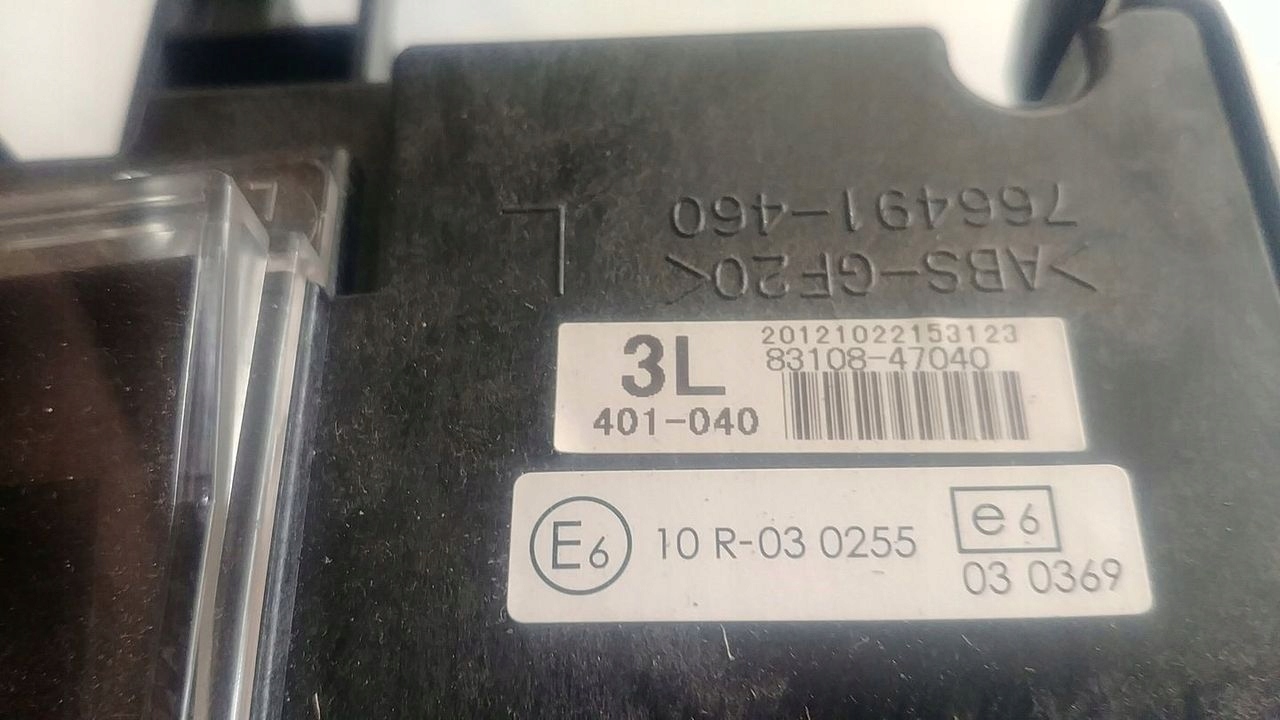 766491-460
>ABS-GF20<
L
3L
20121022153123
83108-47040
401-040
E6 10 R-03 0255 e6
03 0369